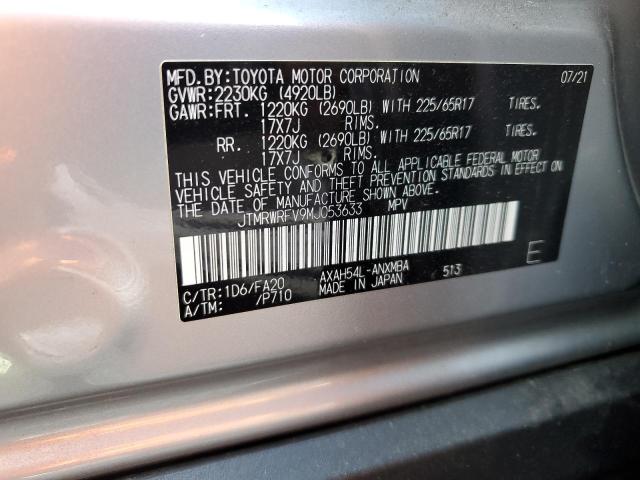 MFD. BY: TOYOTA MOTOR CORPORATION 07/21
GVWR: 2230KG (4920LB)
GAWR: FRT. 1220KG (2690LB) WITH 225/65R17 TIRES.
17X7J RIMS.
RR. 1220KG (2690LB) WITH 225/65R17 TIRES.
17X7J RIMS.
THIS VEHICLE CONFORMS TO ALL APPLICABLE FEDERAL MOTOR
VEHICLE SAFETY AND THEFT PREVENTION STANDARDS IN EFFECT ON
THE DATE OF MANUFACTURE SHOWN ABOVE.
JTMRWRFV9MJ053633 MPV
C/TR: 1D6/FA20 AXAH54L-ANXMBA 513 E
A/TM: /P710 MADE IN JAPAN